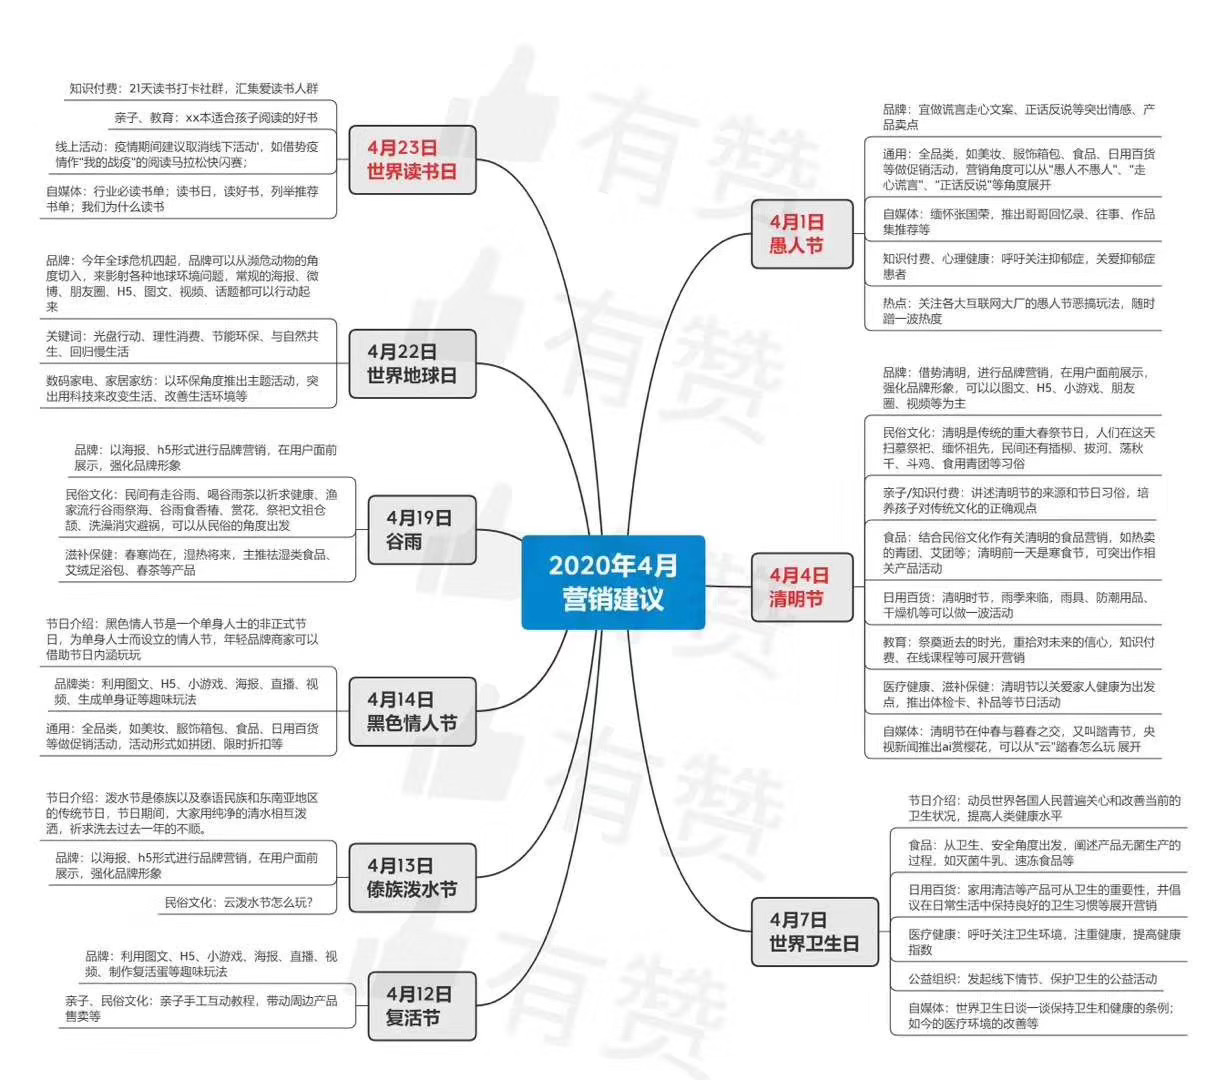 2020年4月
营销建议
4月1日
愚人节
品牌：宜做谎言走心文案、正话反说等突出情感、产
品卖点
通用：全品类，如美妆、服饰箱包、食品、日用百货
等做促销活动，营销角度可以从"愚人不愚人"、"走
心谎言"、"正话反说"等角度展开
自媒体：缅怀张国荣，推出哥哥回忆录、往事、作品
集推荐等
知识付费、心理健康：呼吁关注抑郁症，关爱抑郁症
患者
热点：关注各大互联网大厂的愚人节恶搞玩法，随时
蹭一波热度
4月4日
清明节
品牌：借势清明，进行品牌营销，在用户面前展示，
强化品牌形象，可以以图文、H5、小游戏、朋友
圈、视频等为主
民俗文化：清明是传统的重大春祭节日，人们在这天
扫墓祭祀、缅怀祖先，民间还有插柳、拔河、荡秋
千、斗鸡、食用青团等习俗
亲子/知识付费：讲述清明节的来源和节日习俗，培
养孩子对传统文化的正确观点
食品：结合民俗文化作有关清明的食品营销，如热卖
的青团、艾团等；清明前一天是寒食节，可突出作相
关产品活动
日用百货：清明时节，雨季来临，雨具、防潮用品、
干燥机等可以做一波活动
教育：祭奠逝去的时光，重拾对未来的信心，知识付
费、在线课程等可展开营销
医疗健康、滋补保健：清明节以关爱家人健康为出发
点，推出体检卡、补品等节日活动
自媒体：清明节在仲春与暮春之交，又叫踏青节，央
视新闻推出ai赏樱花，可以从"云"踏春怎么玩 展开
4月7日
世界卫生日
节日介绍：动员世界各国人民普遍关心和改善当前的
卫生状况，提高人类健康水平
食品：从卫生、安全角度出发，阐述产品无菌生产的
过程，如灭菌牛乳、速冻食品等
日用百货：家用清洁等产品可从卫生的重要性，并倡
议在日常生活中保持良好的卫生习惯等展开营销
医疗健康：呼吁关注卫生环境，注重健康，提高健康
指数
公益组织：发起线下情节、保护卫生的公益活动
自媒体：世界卫生日谈一谈保持卫生和健康的条例；
如今的医疗环境的改善等
4月23日
世界读书日
知识付费：21天读书打卡社群，汇集爱读书人群
亲子、教育：xx本适合孩子阅读的好书
线上活动：疫情期间建议取消线下活动'，如借势疫
情作"我的战疫"的阅读马拉松快闪赛；
自媒体：行业必读书单；读书日，读好书，列举推荐
书单；我们为什么读书
4月22日
世界地球日
品牌：今年全球危机四起，品牌可以从濒危动物的角
度切入，来影射各种地球环境问题，常规的海报、微
博、朋友圈、H5、图文、视频、话题都可以行动起
来
关键词：光盘行动、理性消费、节能环保、与自然共
生、回归慢生活
数码家电、家居家纺：以环保角度推出主题活动，突
出用科技来改变生活、改善生活环境等
4月19日
谷雨
品牌：以海报、h5形式进行品牌营销，在用户面前
展示，强化品牌形象
民俗文化：民间有走谷雨、喝谷雨茶以祈求健康、渔
家流行谷雨祭海、谷雨食香椿、赏花、祭祀文祖仓
颉、洗澡消灾避祸，可以从民俗的角度出发
滋补保健：春寒尚在，湿热将来，主推祛湿类食品、
艾绒足浴包、春茶等产品
4月14日
黑色情人节
节日介绍：黑色情人节是一个单身人士的非正式节
日，为单身人士而设立的情人节，年轻品牌商家可以
借助节日内涵玩玩
品牌类：利用图文、H5、小游戏、海报、直播、视
频、生成单身证等趣味玩法
通用：全品类，如美妆、服饰箱包、食品、日用百货
等做促销活动，活动形式如拼团、限时折扣等
4月13日
傣族泼水节
节日介绍：泼水节是傣族以及泰语民族和东南亚地区
的传统节日，节日期间，大家用纯净的清水相互泼
洒，祈求洗去过去一年的不顺。
品牌：以海报、h5形式进行品牌营销，在用户面前
展示，强化品牌形象
民俗文化：云泼水节怎么玩？
4月12日
复活节
品牌：利用图文、H5、小游戏、海报、直播、视
频、制作复活蛋等趣味玩法
亲子、民俗文化：亲子手工互动教程，带动周边产品
售卖等
有赞
有赞
有赞
有赞
有赞